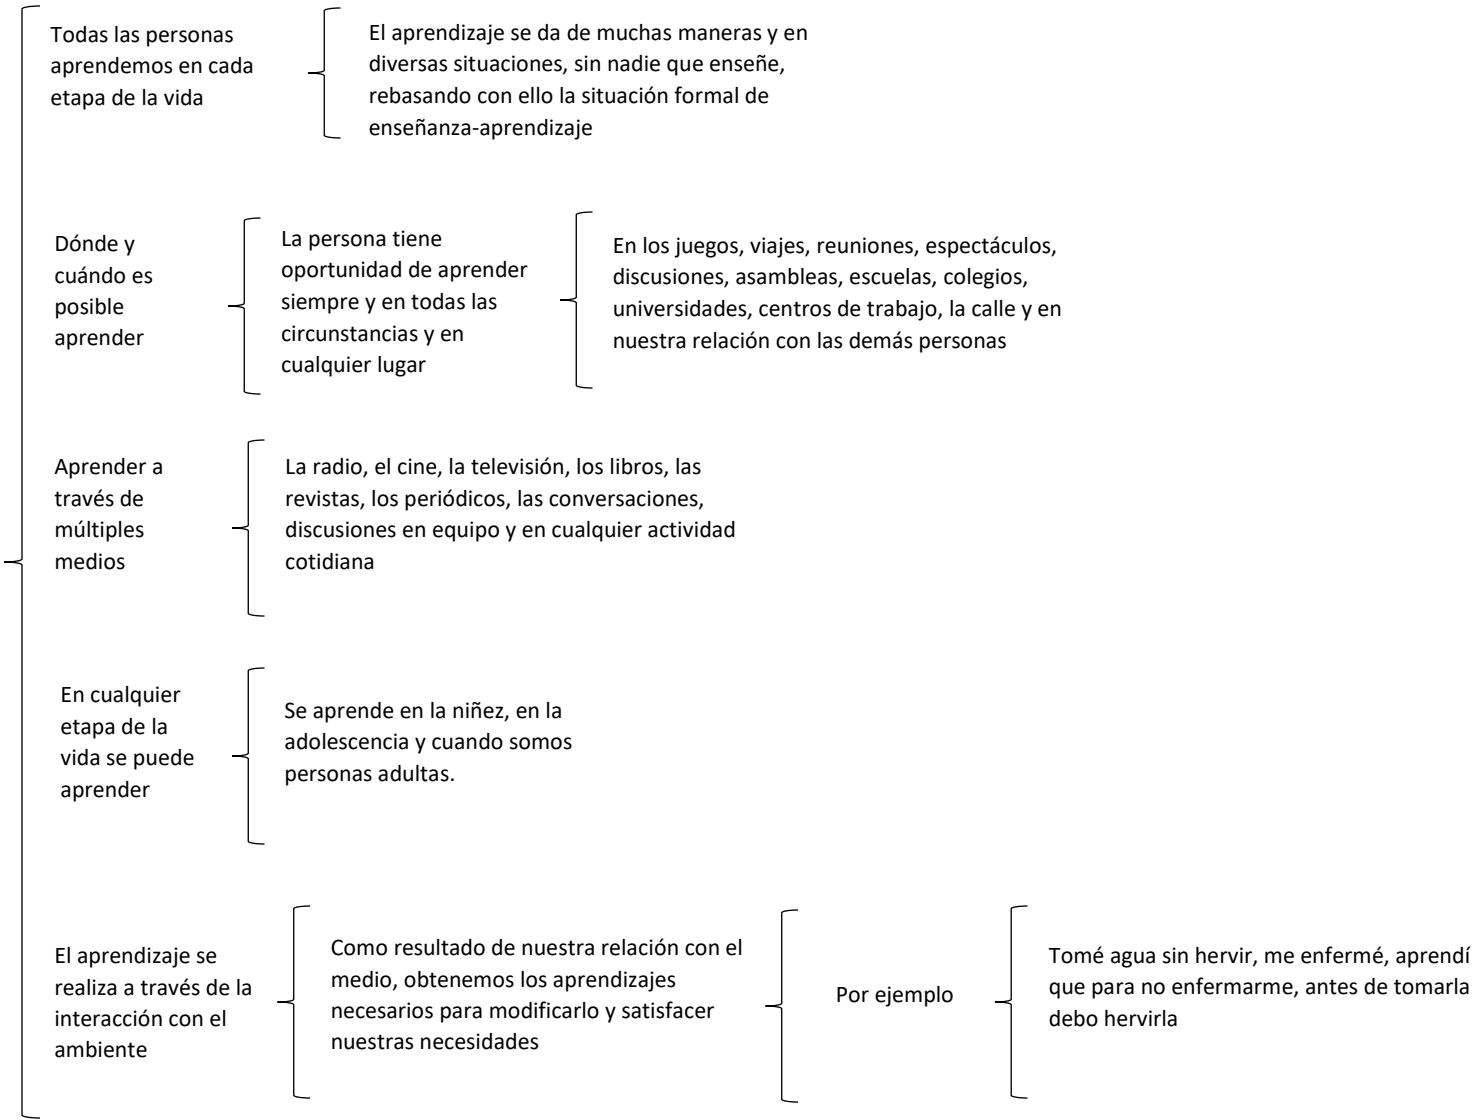 Todas las personas
aprendemos en cada
etapa de la vida
El aprendizaje se da de muchas maneras y en
diversas situaciones, sin nadie que enseñe,
rebasando con ello la situación formal de
enseñanza-aprendizaje
Dónde y
cuándo es
posible
aprender
La persona tiene
oportunidad de aprender
siempre y en todas las
circunstancias y en
cualquier lugar
En los juegos, viajes, reuniones, espectáculos,
discusiones, asambleas, escuelas, colegios,
universidades, centros de trabajo, la calle y en
nuestra relación con las demás personas
Aprender a
través de
múltiples
medios
La radio, el cine, la televisión, los libros, las
revistas, los periódicos, las conversaciones,
discusiones en equipo y en cualquier actividad
cotidiana
En cualquier
etapa de la
vida se puede
aprender
Se aprende en la niñez, en la
adolescencia y cuando somos
personas adultas.
El aprendizaje se
realiza a través de la
interacción con el
ambiente
Como resultado de nuestra relación con el
medio, obtenemos los aprendizajes
necesarios para modificarlo y satisfacer
nuestras necesidades
Por ejemplo
Tomé agua sin hervir, me enfermé, aprendí
que para no enfermarme, antes de tomarla
debo hervirla